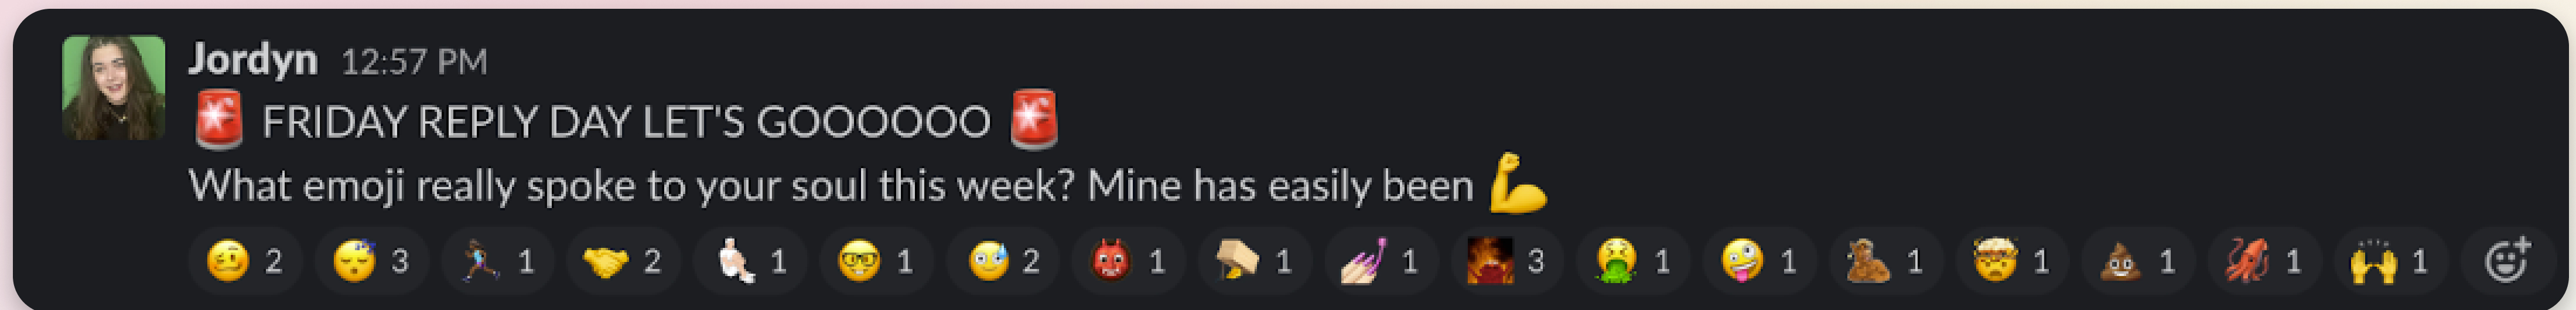 Jordyn 12:57 PM
🚨 FRIDAY REPLY DAY LET'S GOOOOOO 🚨
What emoji really spoke to your soul this week? Mine has easily been 💪
2 3 1 2 1 1 2 1 1 1 3 1 1 1 1 1 1 1